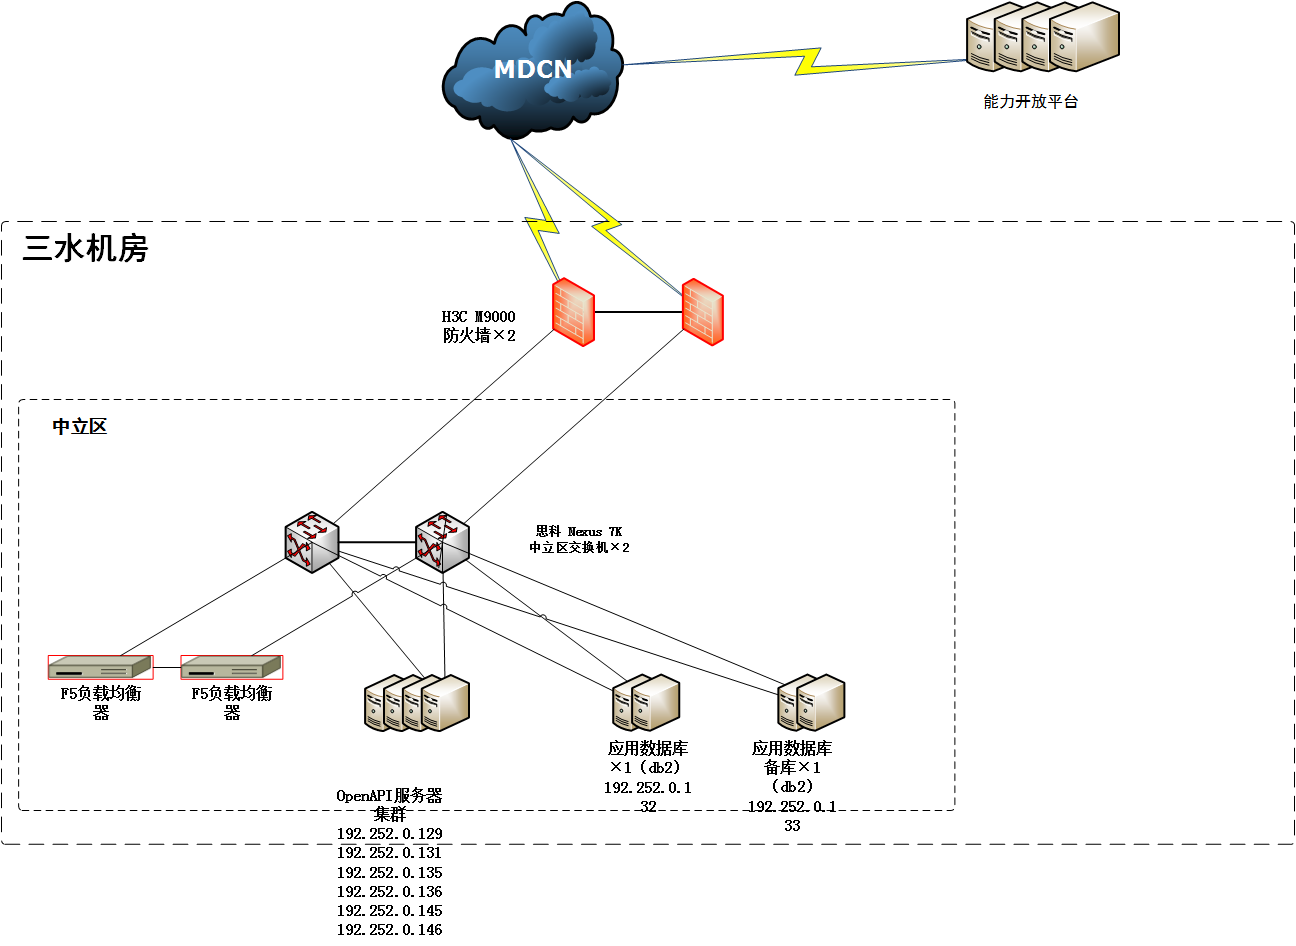 MDCN
能力开放平台
三水机房
H3C M9000
防火墙×2
中立区
思科 Nexus 7K
中立区交换机×2
F5负载均衡
器
F5负载均衡
器
OpenAPI服务器
集群
192.252.0.129
192.252.0.131
192.252.0.135
192.252.0.136
192.252.0.145
192.252.0.146
应用数据库
×1（db2）
192.252.0.1
32
应用数据库
备库×1
（db2）
192.252.0.1
33